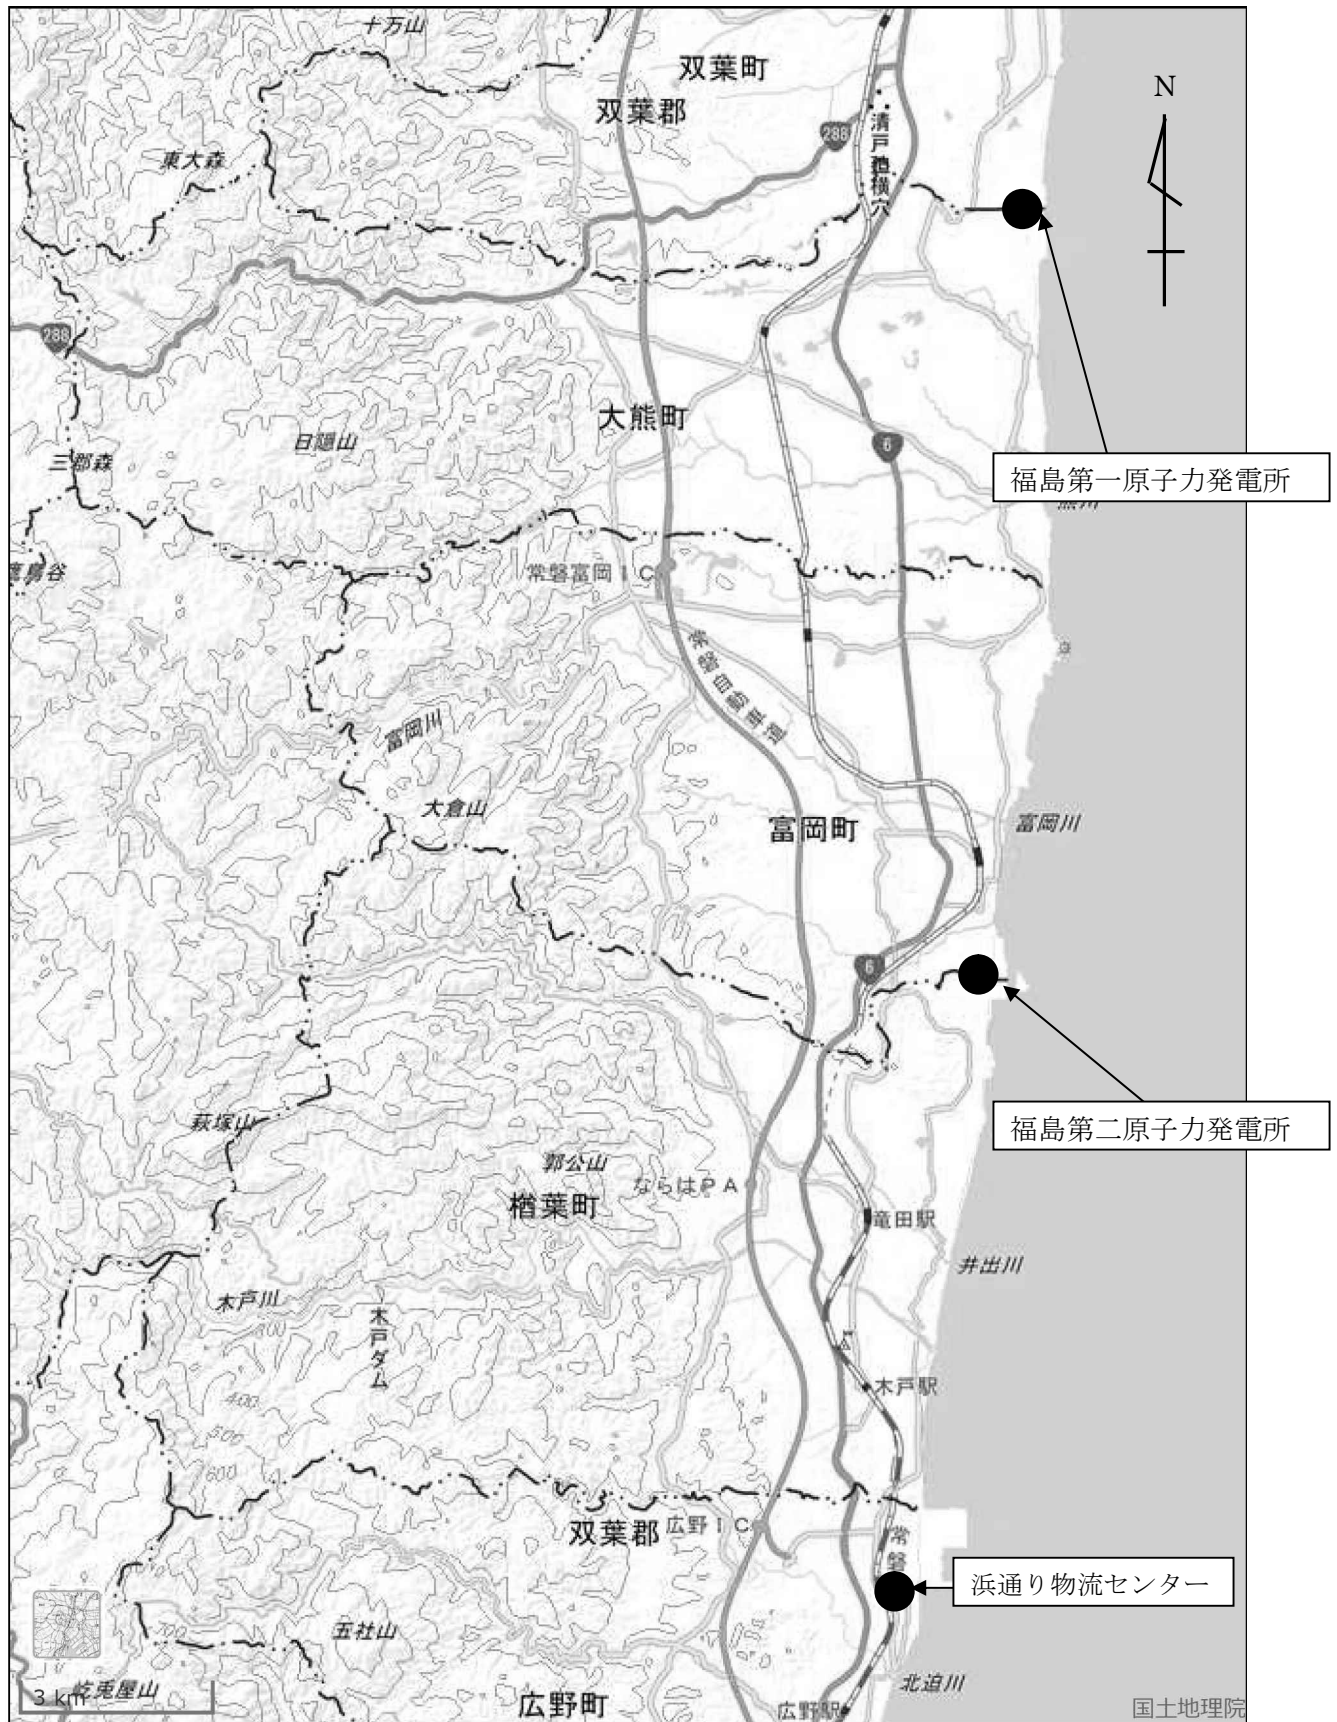 十万山
双葉町
N
双葉郡
清戸
横穴
288
東大森
288
大熊町
日隠山
三郡森
6
福島第一原子力発電所
熊川
常磐富岡IC
常磐自動車道
富岡川
大倉山
富岡町
富岡川
6
萩塚山
福島第二原子力発電所
郭公山
ならはPA
楢葉町
竜田駅
井出川
木戸川
400
木戸ダム
木戸駅
400
500
600
双葉郡
広野IC
常磐
浜通り物流センター
五社山
700
北迫川
3 km
屋山
広野町
広野駅
国土地理院